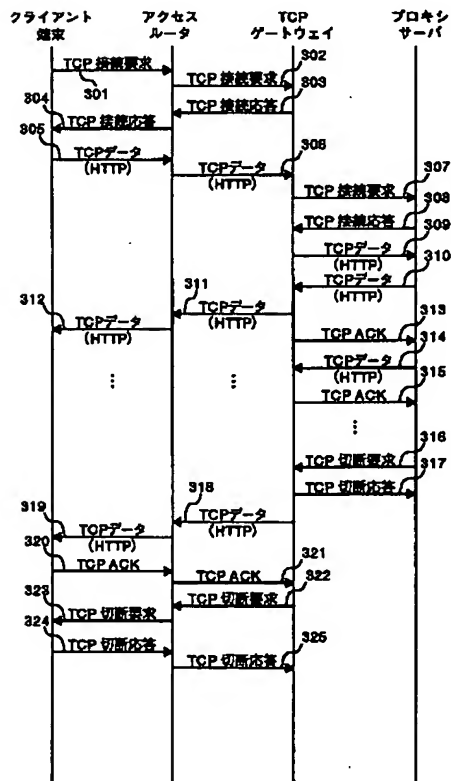 クライアント
端末
アクセス
ルータ
TCP
ゲートウェイ
プロキシ
サーバ
TCP 接続要求
301
TCP 接続要求
302
TCP 接続応答
303
304
TCP 接続応答
305
TCPデータ
(HTTP)
TCPデータ
(HTTP)
306
TCP 接続要求
307
TCP 接続応答
308
TCPデータ
(HTTP)
309
TCPデータ
(HTTP)
310
311
TCPデータ
(HTTP)
312
TCPデータ
(HTTP)
TCP ACK
313
TCPデータ
(HTTP)
314
TCP ACK
315
…
…
…
TCP 切断要求
316
TCP 切断応答
317
318
TCPデータ
(HTTP)
319
TCPデータ
(HTTP)
320
TCP ACK
TCP ACK
321
TCP 切断要求
322
323
TCP 切断要求
324
TCP 切断応答
TCP 切断応答
325